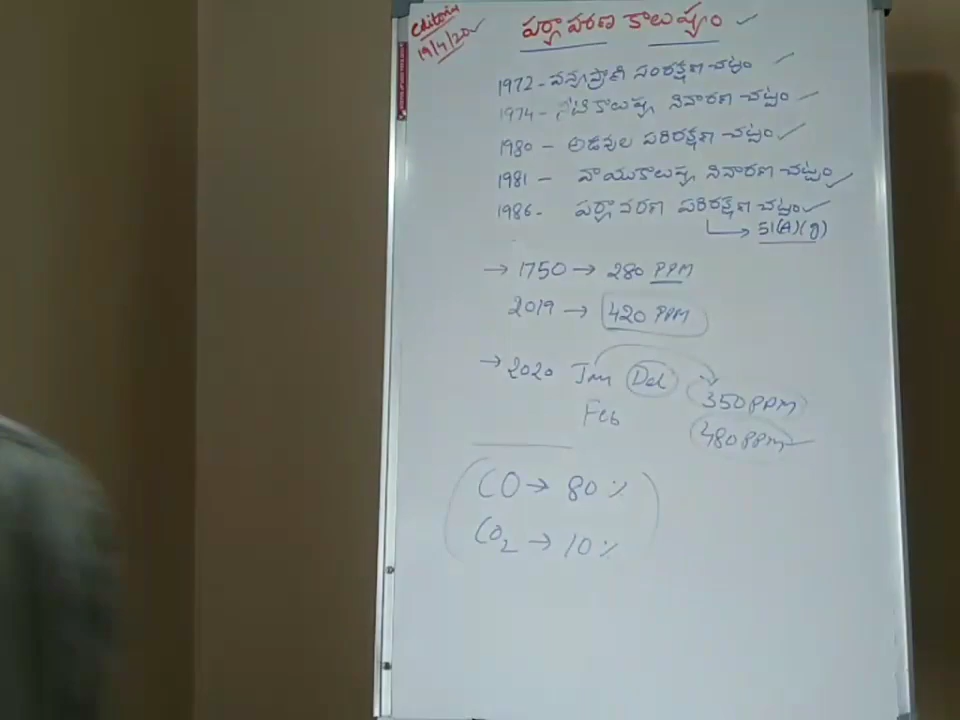 Editorial
19/4/20
పర్యావరణ కాలుష్యం
1972 - వన్యప్రాణి సంరక్షణ చట్టం
1974 - నీటి కాలుష్య నివారణ చట్టం
1980 - అడవుల పరిరక్షణ చట్టం
1981 - వాయుకాలుష్య నివారణ చట్టం
1986 - పర్యావరణ పరిరక్షణ చట్టం
→ 51(A)(g)
→ 1750 → 280 PPM
2019 → 420 PPM
→ 2020 Jan Del 350 PPM
Feb 480 PPM
CO → 80 %
CO₂ → 10 %